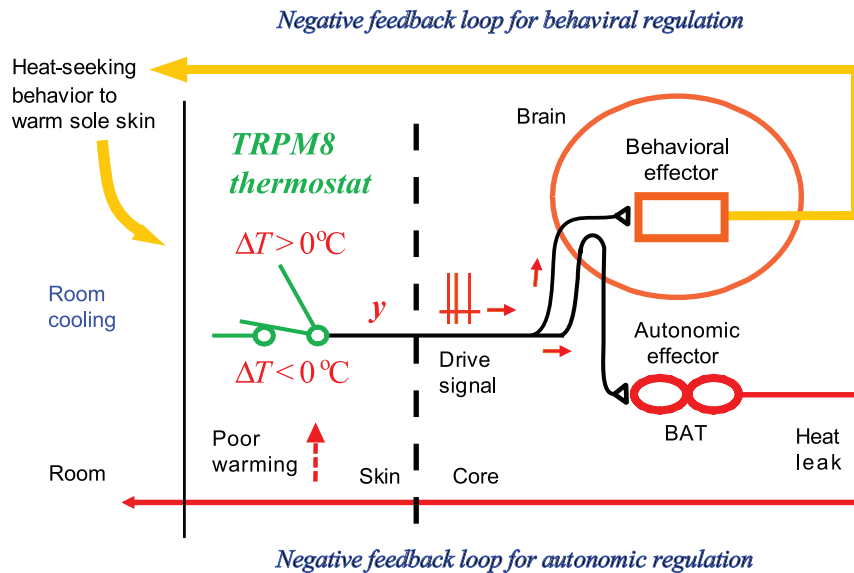 Negative feedback loop for behaviral regulation
Heat-seeking
behavior to
warm sole skin
Brain
TRPM8
thermostat
Behavioral
effector
ΔT > 0°C
Room
cooling
y
ΔT < 0°C
Drive
signal
Autonomic
effector
BAT
Poor
warming
Heat
leak
Room
Skin
Core
Negative feedback loop for autonomic regulation